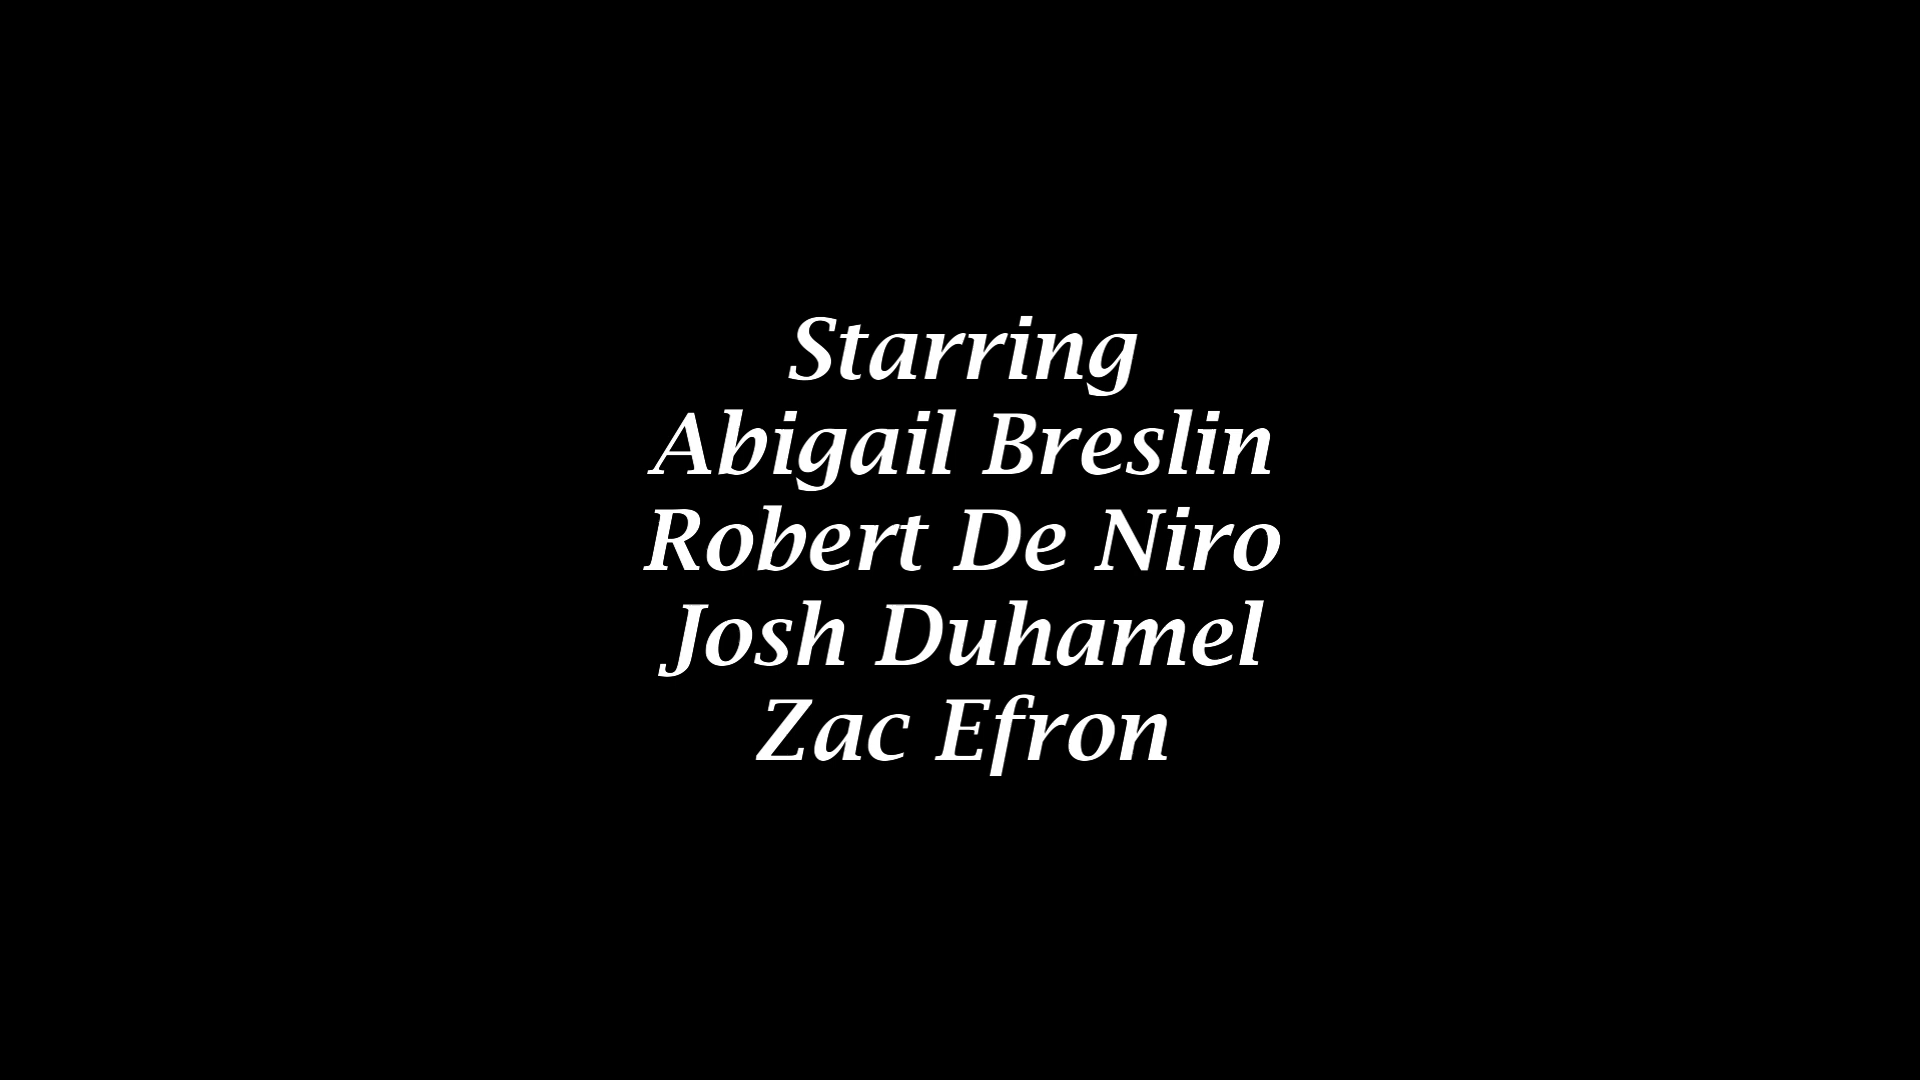 Starring
Abigail Breslin
Robert De Niro
Josh Duhamel
Zac Efron